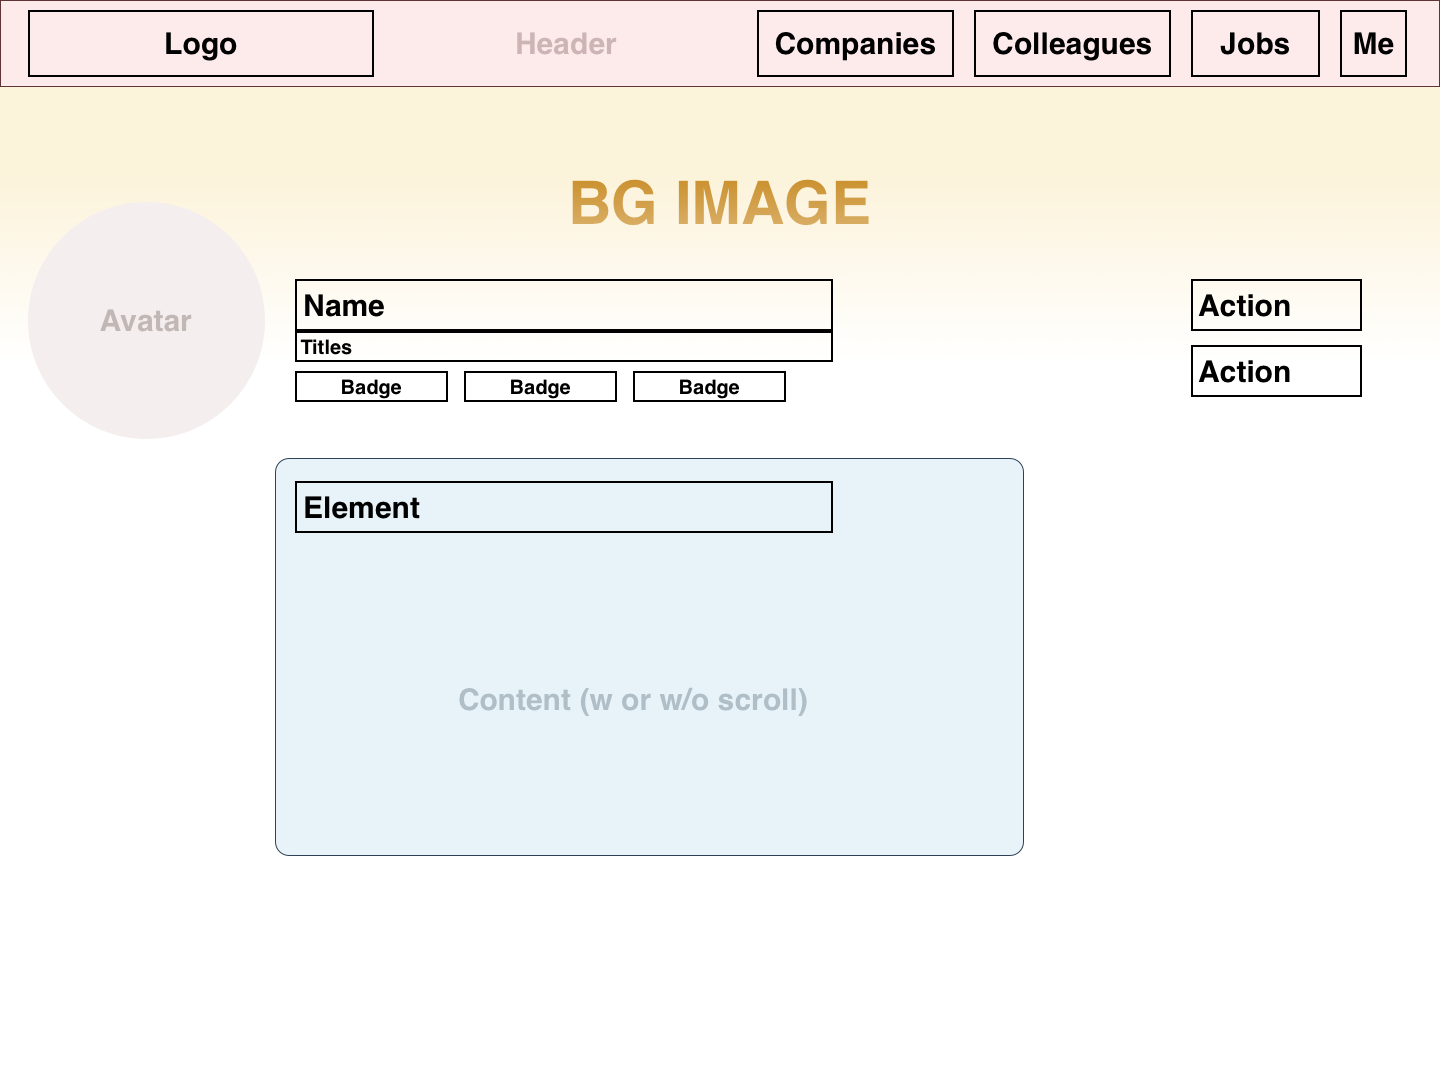 Logo
Header
Companies
Colleagues
Jobs
Me
BG IMAGE
Avatar
Name
Titles
Badge
Badge
Badge
Action
Action
Element
Content (w or w/o scroll)